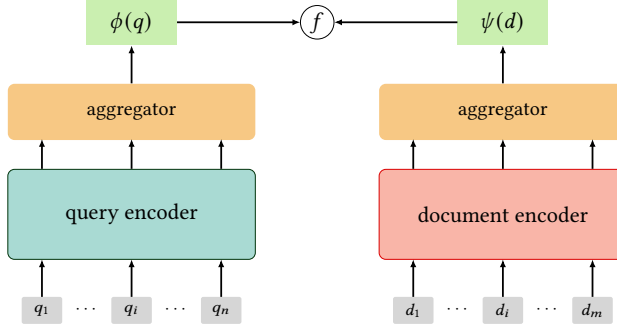 ϕ(q) f ψ(d)
aggregator aggregator
query encoder document encoder
q₁ ··· qᵢ ··· qₙ d₁ ··· dᵢ ··· dₘ